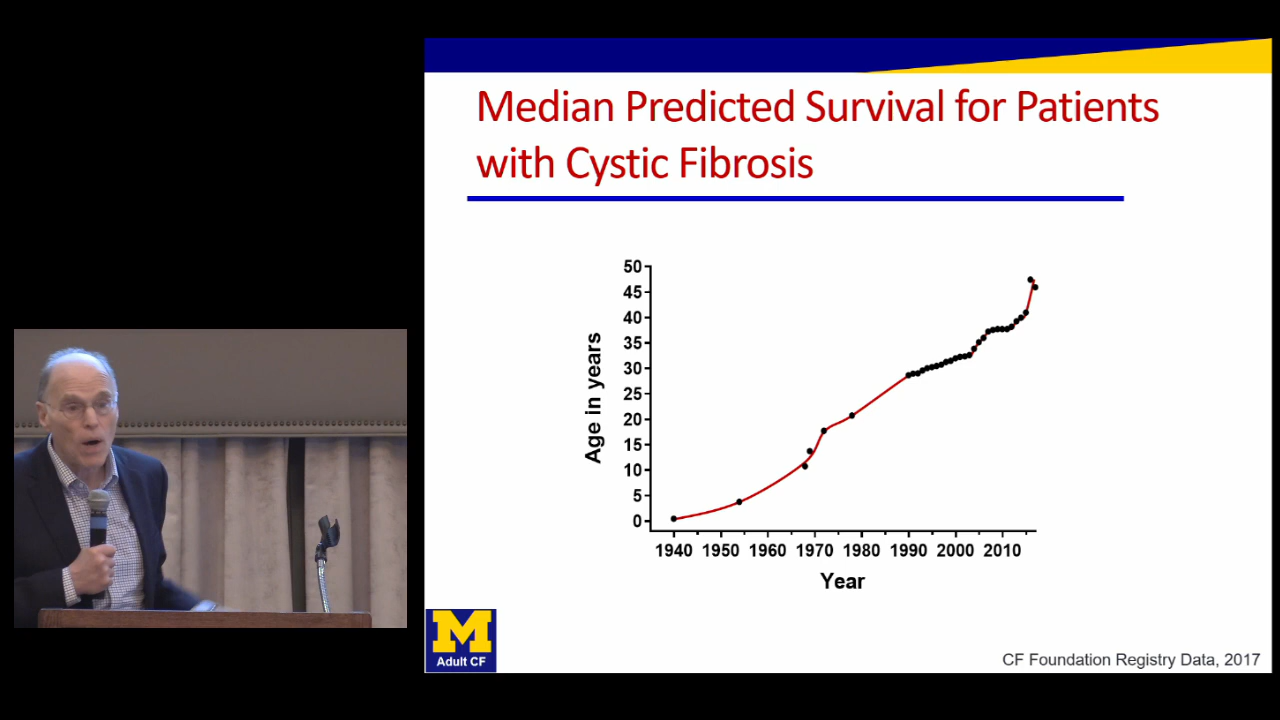 Median Predicted Survival for Patients
with Cystic Fibrosis
50
45
40
35
30
25
20
15
10
5
0
Age in years
1940 1950 1960 1970 1980 1990 2000 2010
Year
M
Adult CF
CF Foundation Registry Data, 2017